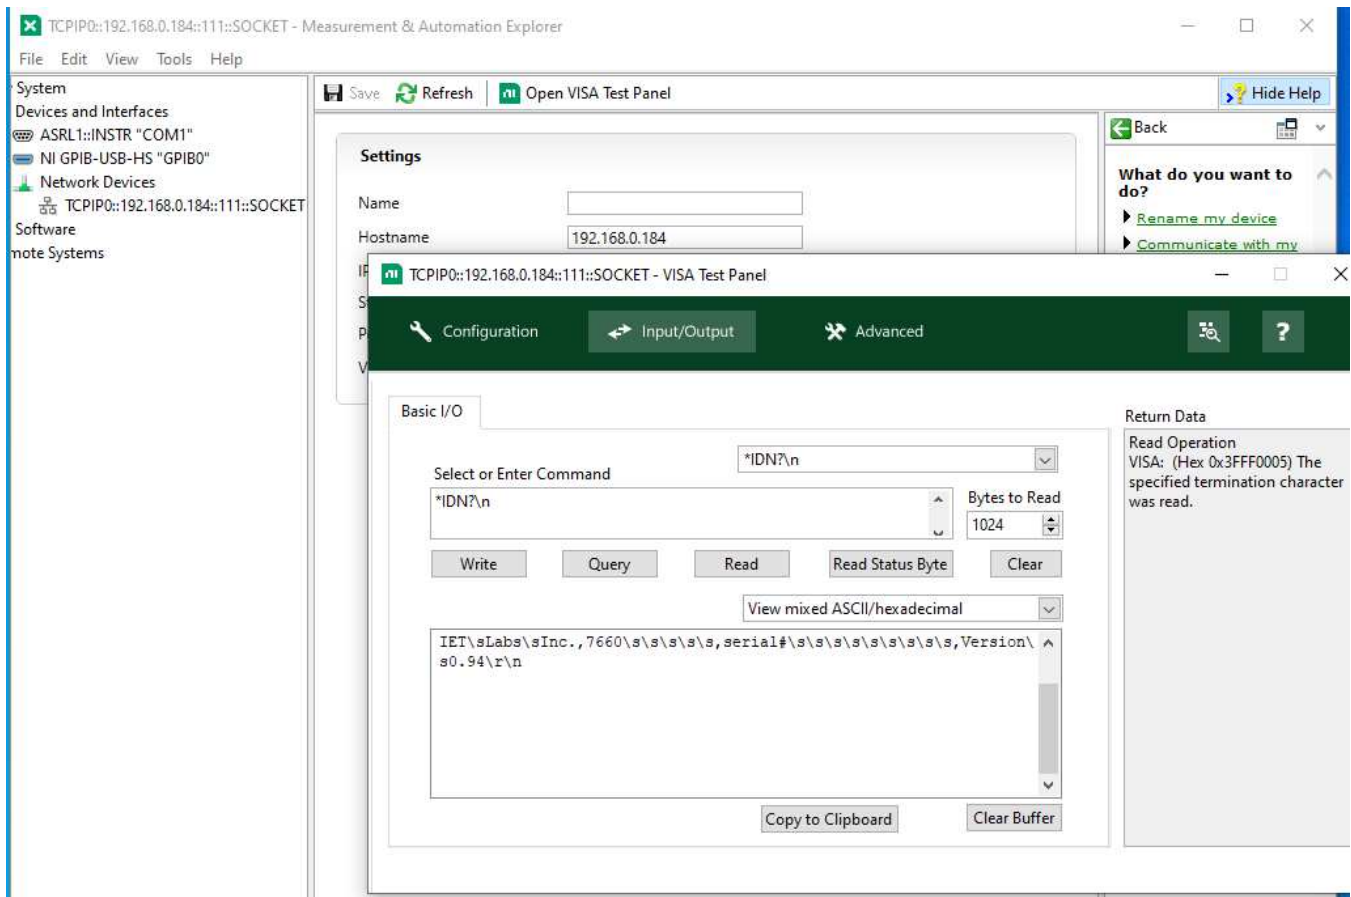 TCPIP0::192.168.0.184::111::SOCKET - Measurement & Automation Explorer
File Edit View Tools Help
System
Devices and Interfaces
ASRL1::INSTR "COM1"
NI GPIB-USB-HS "GPIB0"
Network Devices
TCPIP0::192.168.0.184::111::SOCKET
Software
mote Systems
Save Refresh Open VISA Test Panel Hide Help
Settings
Name
Hostname 192.168.0.184
Back
What do you want to
do?
Rename my device
Communicate with my
TCPIP0::192.168.0.184::111::SOCKET - VISA Test Panel
Configuration Input/Output Advanced ?
Basic I/O
*IDN?\n
Select or Enter Command
*IDN?\n
Bytes to Read
1024
Write Query Read Read Status Byte Clear
View mixed ASCII/hexadecimal
IET\sLabs\sInc.,7660\s\s\s\s\s,serial#\s\s\s\s\s\s\s\s\s,Version\
s0.94\r\n
Copy to Clipboard Clear Buffer
Return Data
Read Operation
VISA: (Hex 0x3FFF0005) The
specified termination character
was read.